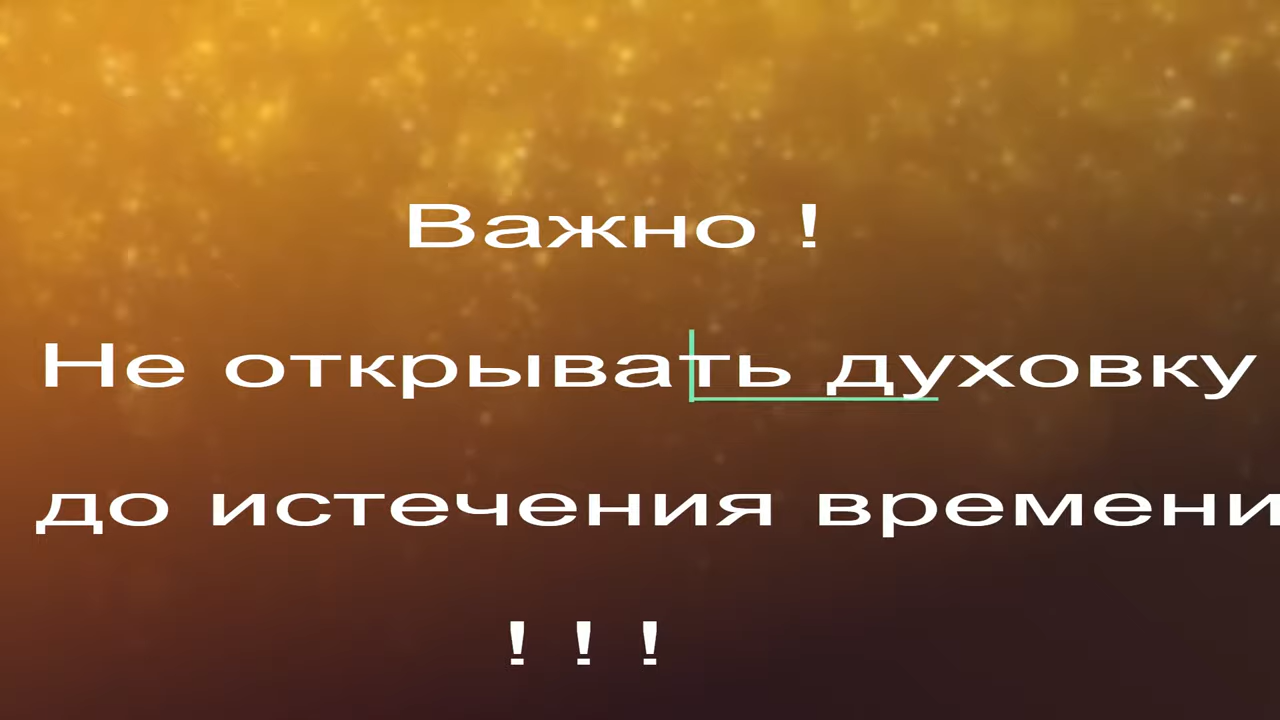 Важно !
Не открывать духовку
до истечения времени
! ! !